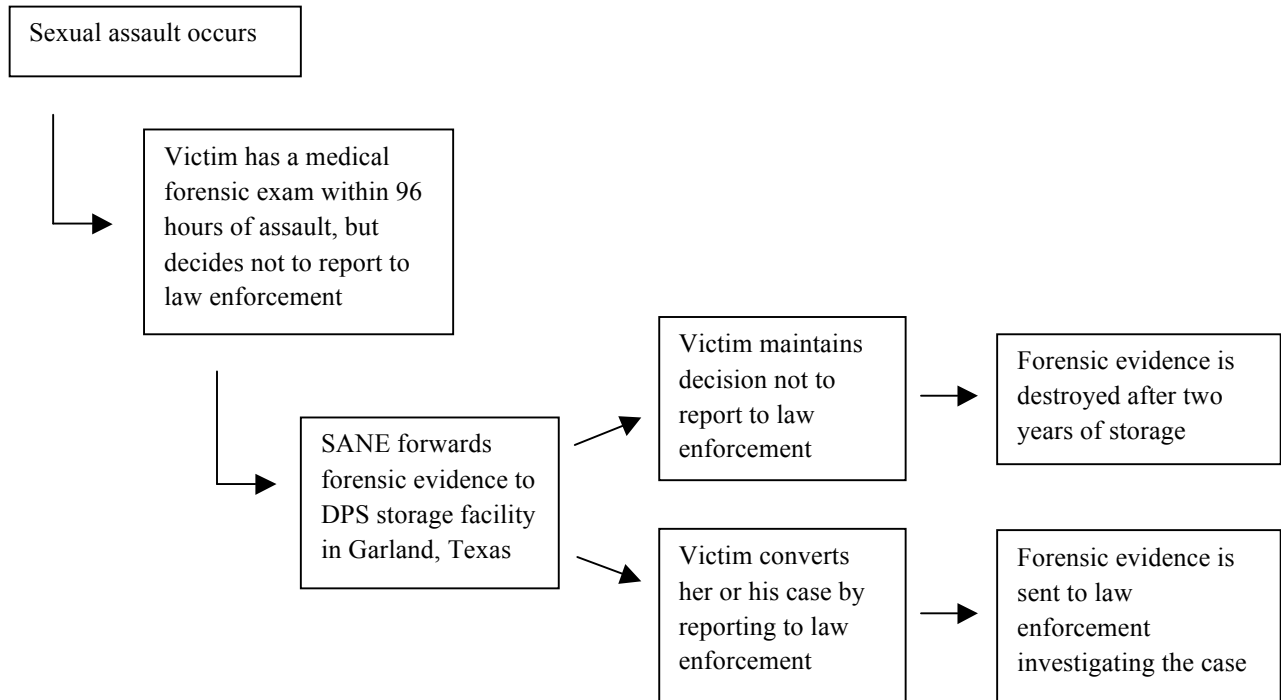 Sexual assault occurs
Victim has a medical
forensic exam within 96
hours of assault, but
decides not to report to
law enforcement
SANE forwards
forensic evidence to
DPS storage facility
in Garland, Texas
Victim maintains
decision not to
report to law
enforcement
Forensic evidence is
destroyed after two
years of storage
Victim converts
her or his case by
reporting to law
enforcement
Forensic evidence is
sent to law
enforcement
investigating the case